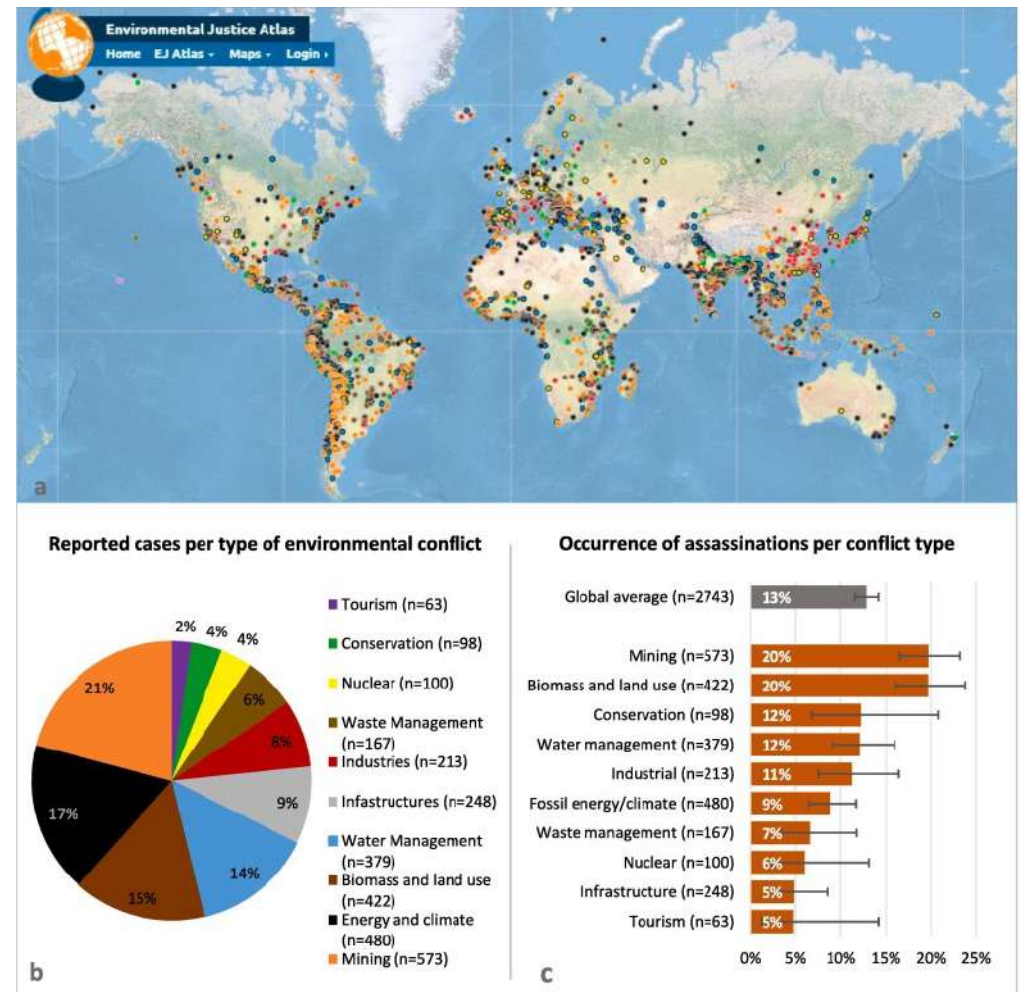 Environmental Justice Atlas
Home EJ Atlas Maps Login
a
Reported cases per type of environmental conflict
2% 4% 4%
6%
8%
9%
14%
15%
17%
21%
Tourism (n=63)
Conservation (n=98)
Nuclear (n=100)
Waste Management
(n=167)
Industries (n=213)
Infastructures (n=248)
Water Management
(n=379)
Biomass and land use
(n=422)
Energy and climate
(n=480)
Mining (n=573)
b
Occurrence of assassinations per conflict type
Global average (n=2743) 13%
Mining (n=573) 20%
Biomass and land use (n=422) 20%
Conservation (n=98) 12%
Water management (n=379) 12%
Industrial (n=213) 11%
Fossil energy/climate (n=480) 9%
Waste management (n=167) 7%
Nuclear (n=100) 6%
Infrastructure (n=248) 5%
Tourism (n=63) 5%
0% 5% 10% 15% 20% 25%
c